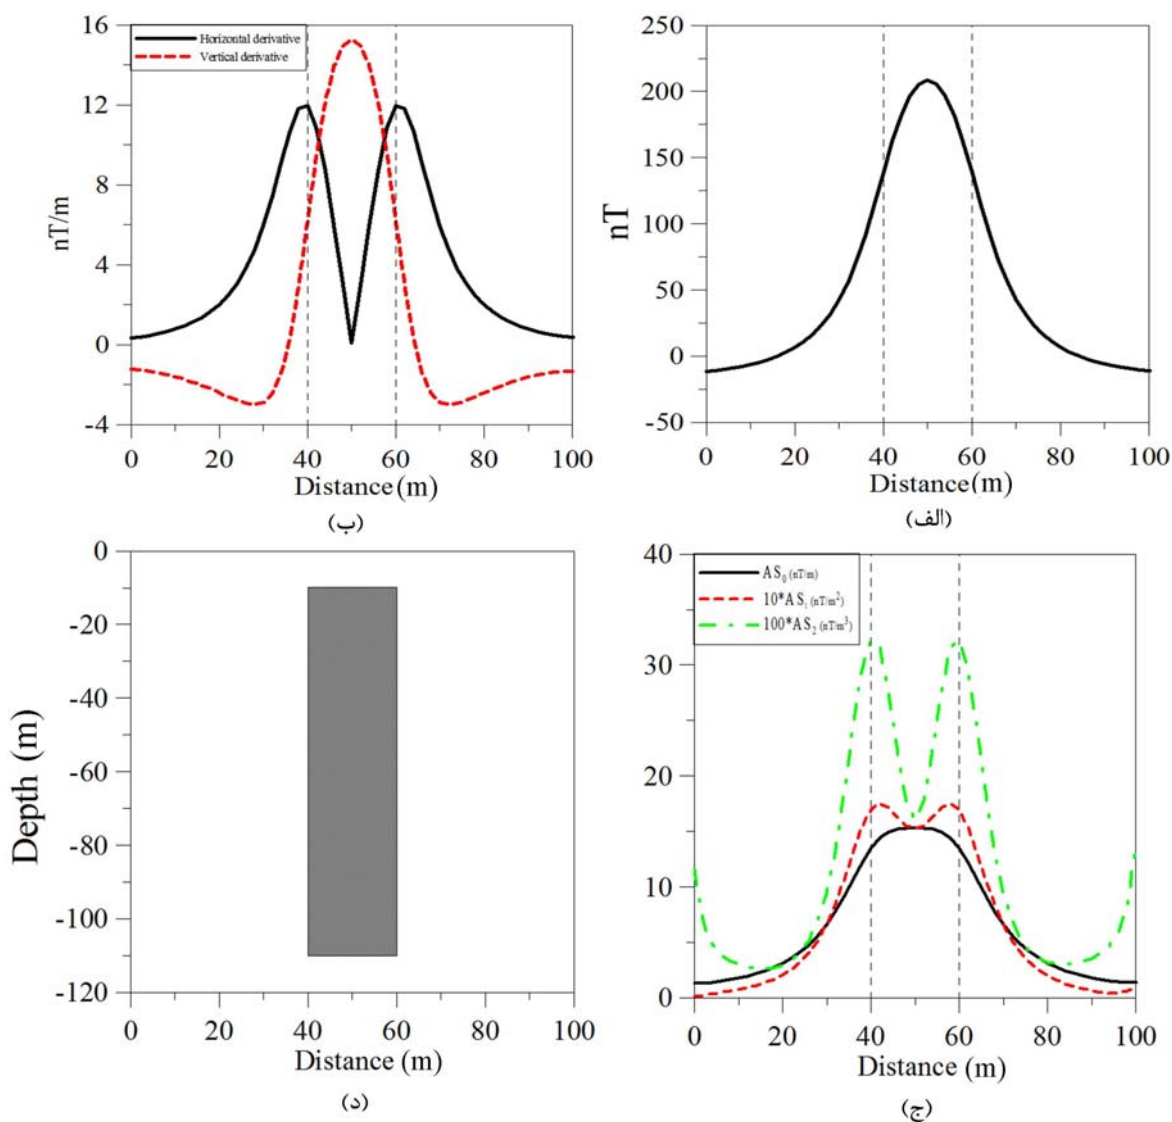 16
12
8
4
0
-4
nT/m
Horizontal derivative
Vertical derivative
0 20 40 60 80 100
Distance (m)
(ب)
250
200
150
100
50
0
-50
nT
0 20 40 60 80 100
Distance (m)
(الف)
0
-20
-40
-60
-80
-100
-120
Depth (m)
0 20 40 60 80 100
Distance (m)
(د)
40
30
20
10
0
AS₀ (nT/m)
10*AS₁ (nT/m²)
100*AS₂ (nT/m³)
0 20 40 60 80 100
Distance (m)
(ج)